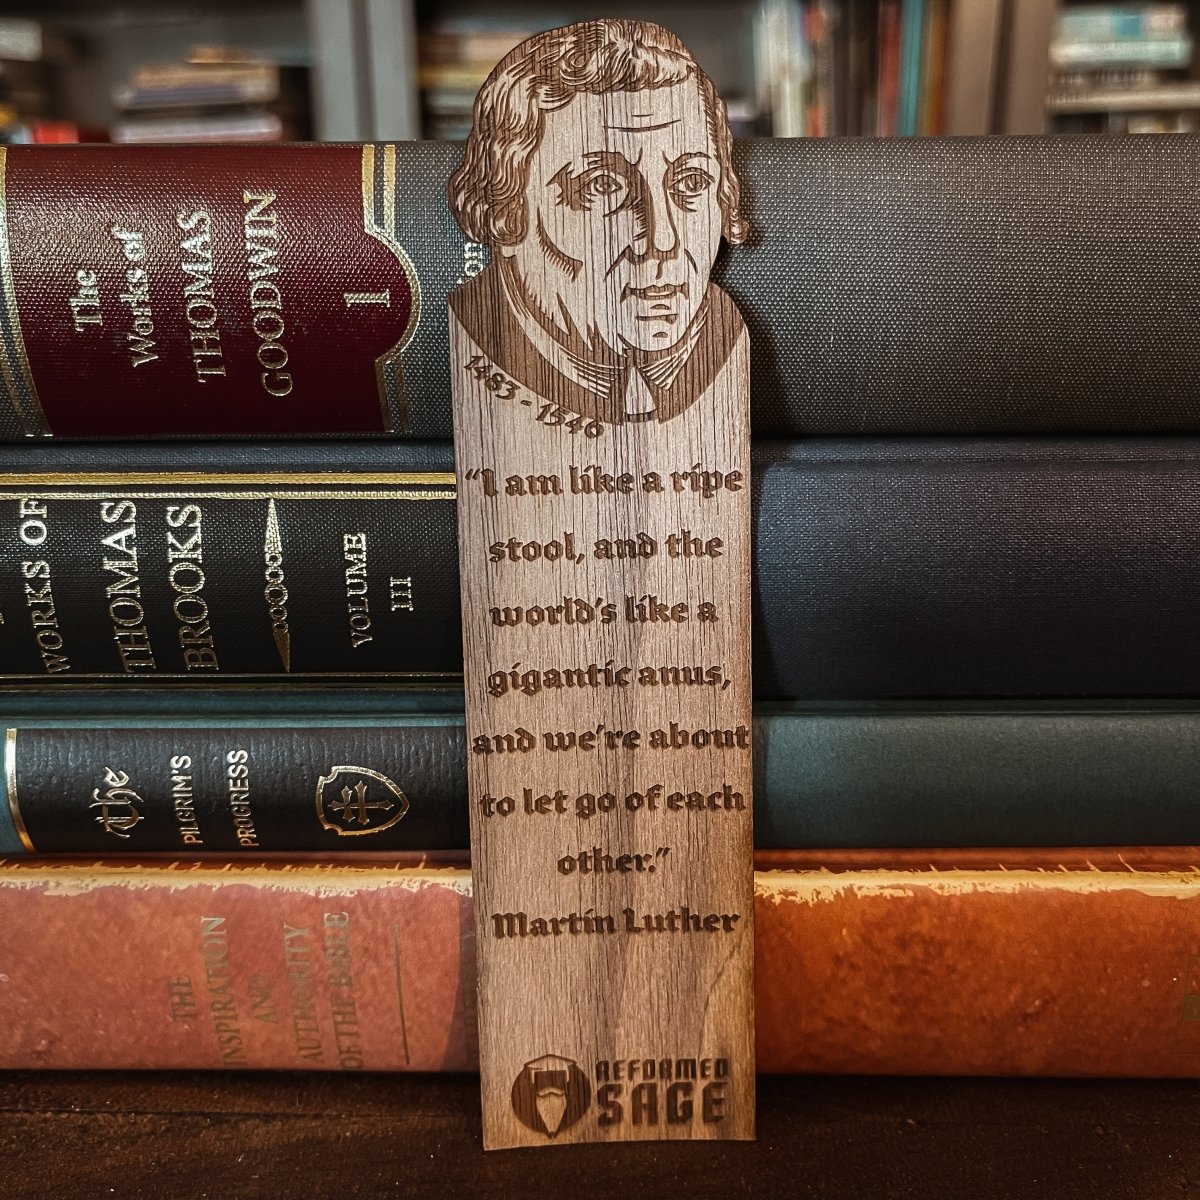 The
Works of
THOMAS
GOODWIN
1
WORKS OF
THOMAS
BROOKS
VOLUME
III
The
PILGRIM'S
PROGRESS
THE
INSPIRATION
AND
AUTHORITY
OF THE BIBLE
1483 - 1546
“I am like a ripe
stool, and the
world's like a
gigantic anus,
and we're about
to let go of each
other.”
Martin Luther
REFORMED
SAGE